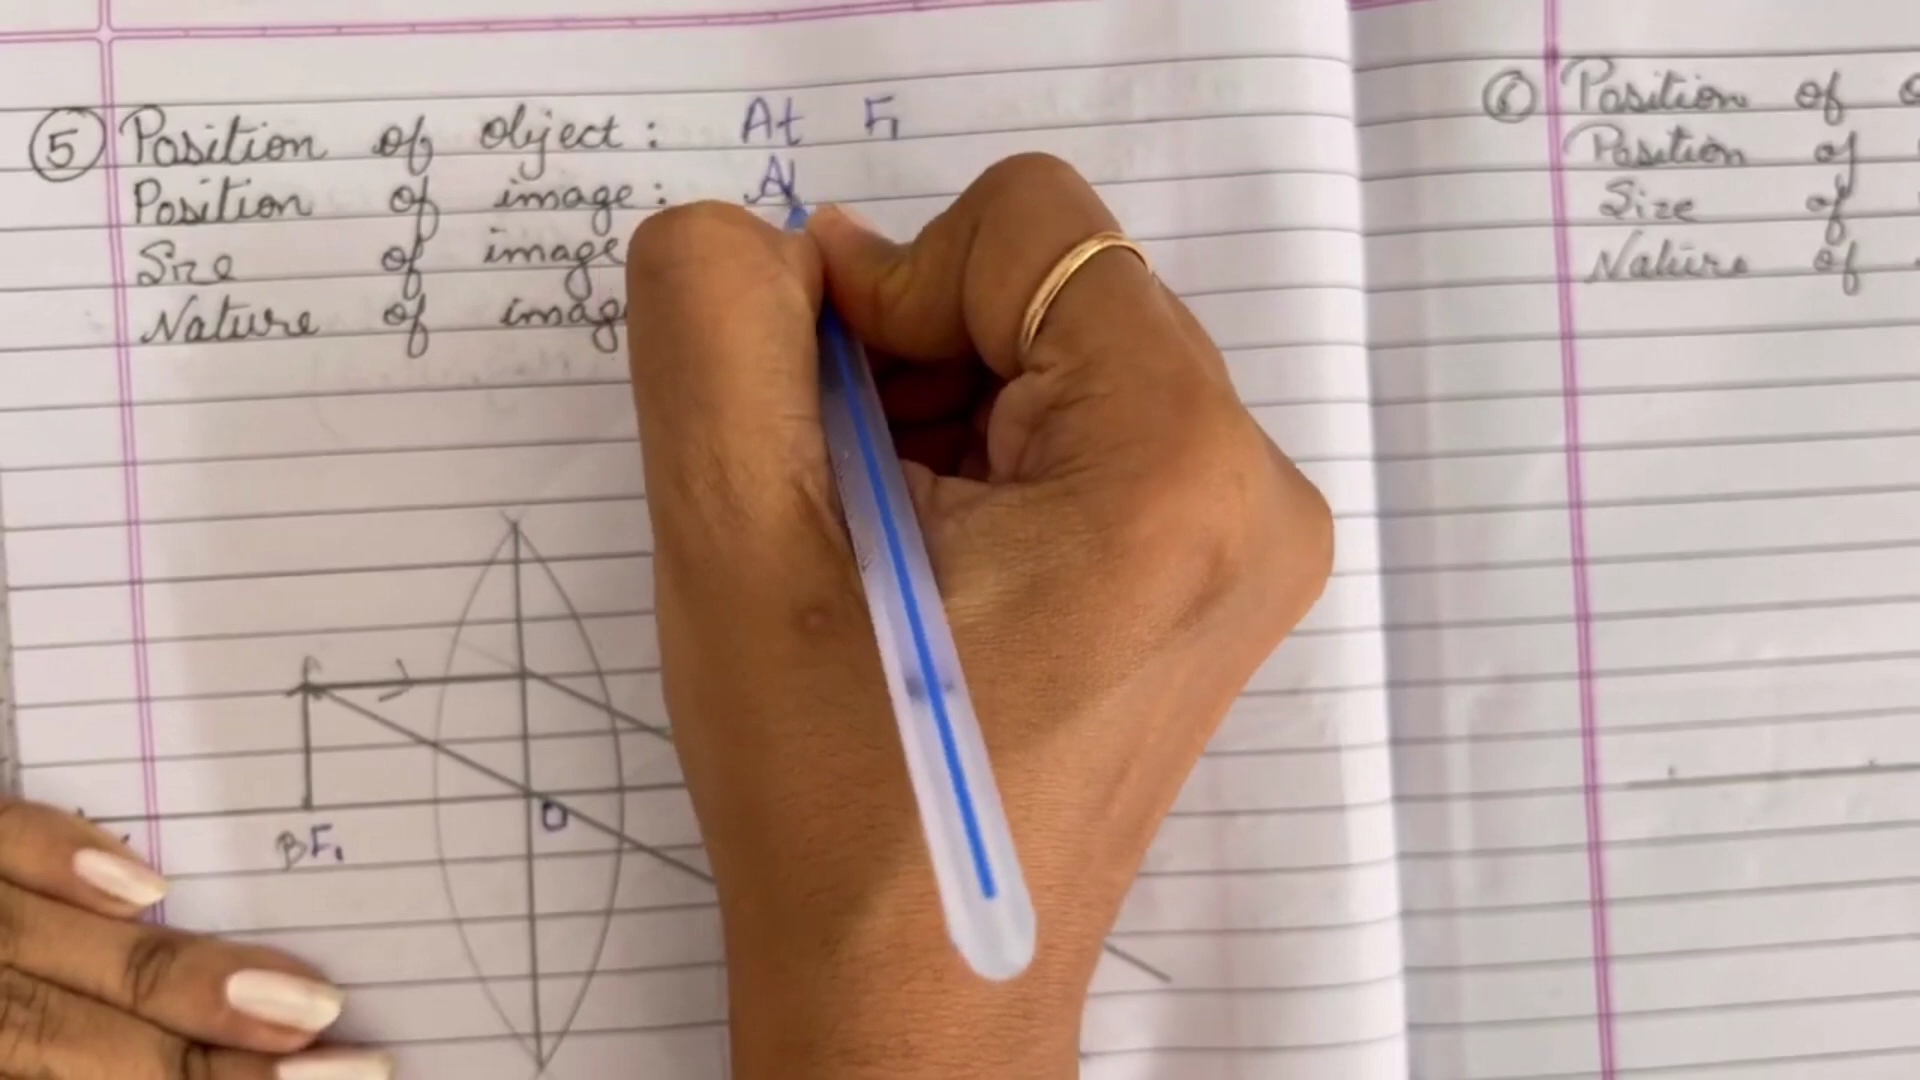 5 Position of object: At F1
Position of image: At
Size of image
Nature of image
B F1
O
6 Position of
Position of
Size of
Nature of